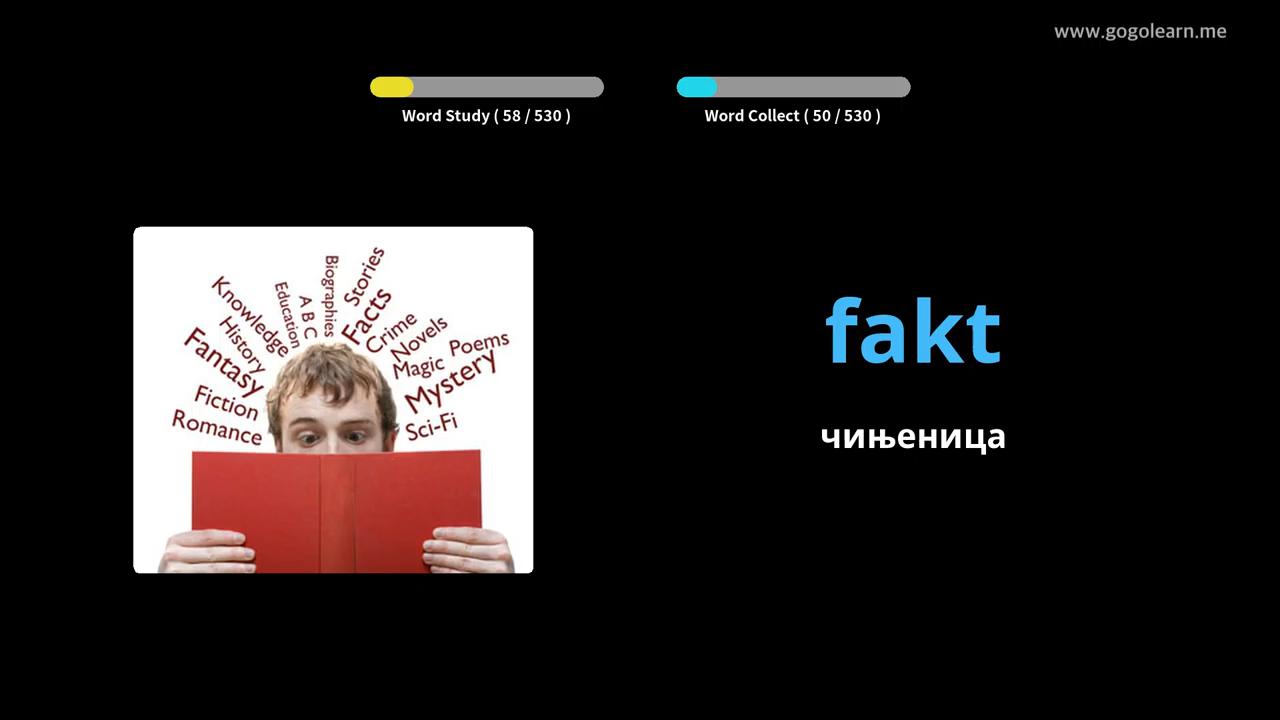 www.gogolearn.me
Word Study ( 58 / 530 )
Word Collect ( 50 / 530 )
Biographies
Stories
Education
A B C
Facts
Knowledge
Crime
History
Novels
Poems
Fantasy
Magic
Mystery
Fiction
Romance
Sci-Fi
fakt
чињеница